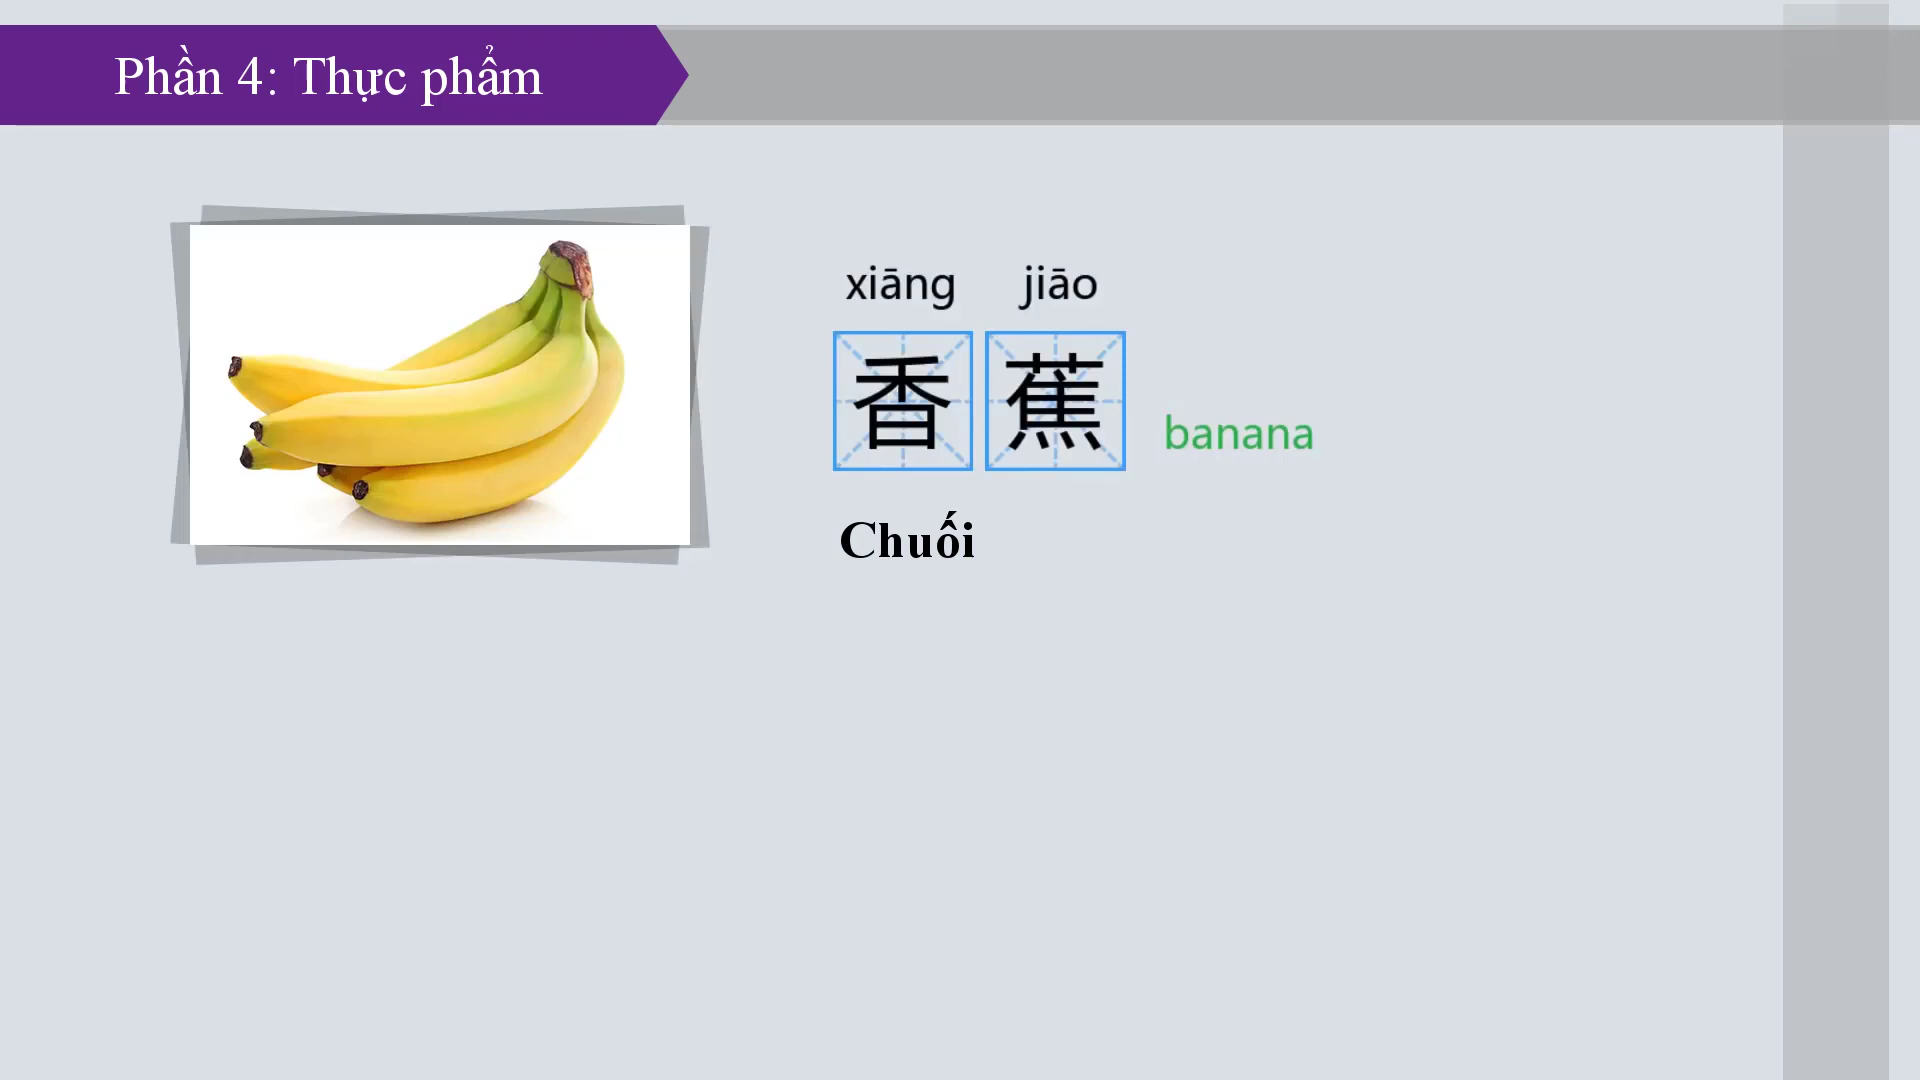 Phần 4: Thực phẩm
xiāng jiāo
香蕉 banana
Chuối